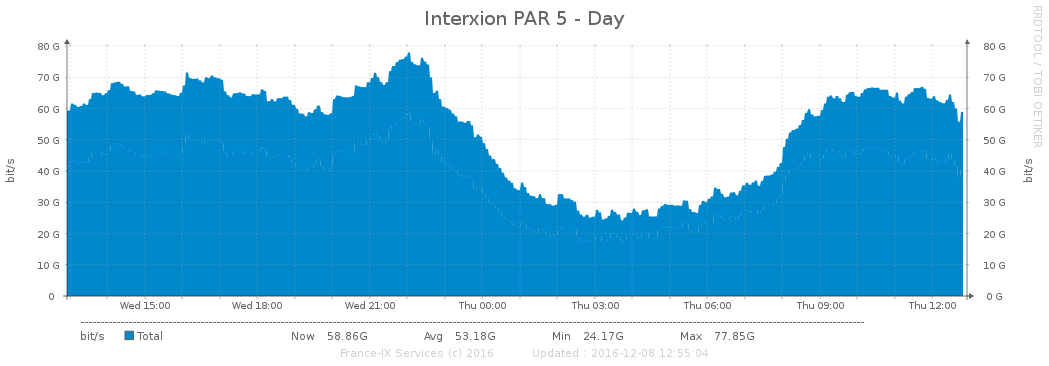 Interxion PAR 5 - Day
RRDTOOL / TOBI OETIKER
bit/s
bit/s
80 G 80 G
70 G 70 G
60 G 60 G
50 G 50 G
40 G 40 G
30 G 30 G
20 G 20 G
10 G 10 G
0 0 G
Wed 15:00 Wed 18:00 Wed 21:00 Thu 00:00 Thu 03:00 Thu 06:00 Thu 09:00 Thu 12:00
bit/s Total Now 58.86G Avg 53.18G Min 24.17G Max 77.85G
France-IX Services (c) 2016 Updated : 2016-12-08 12:55:04